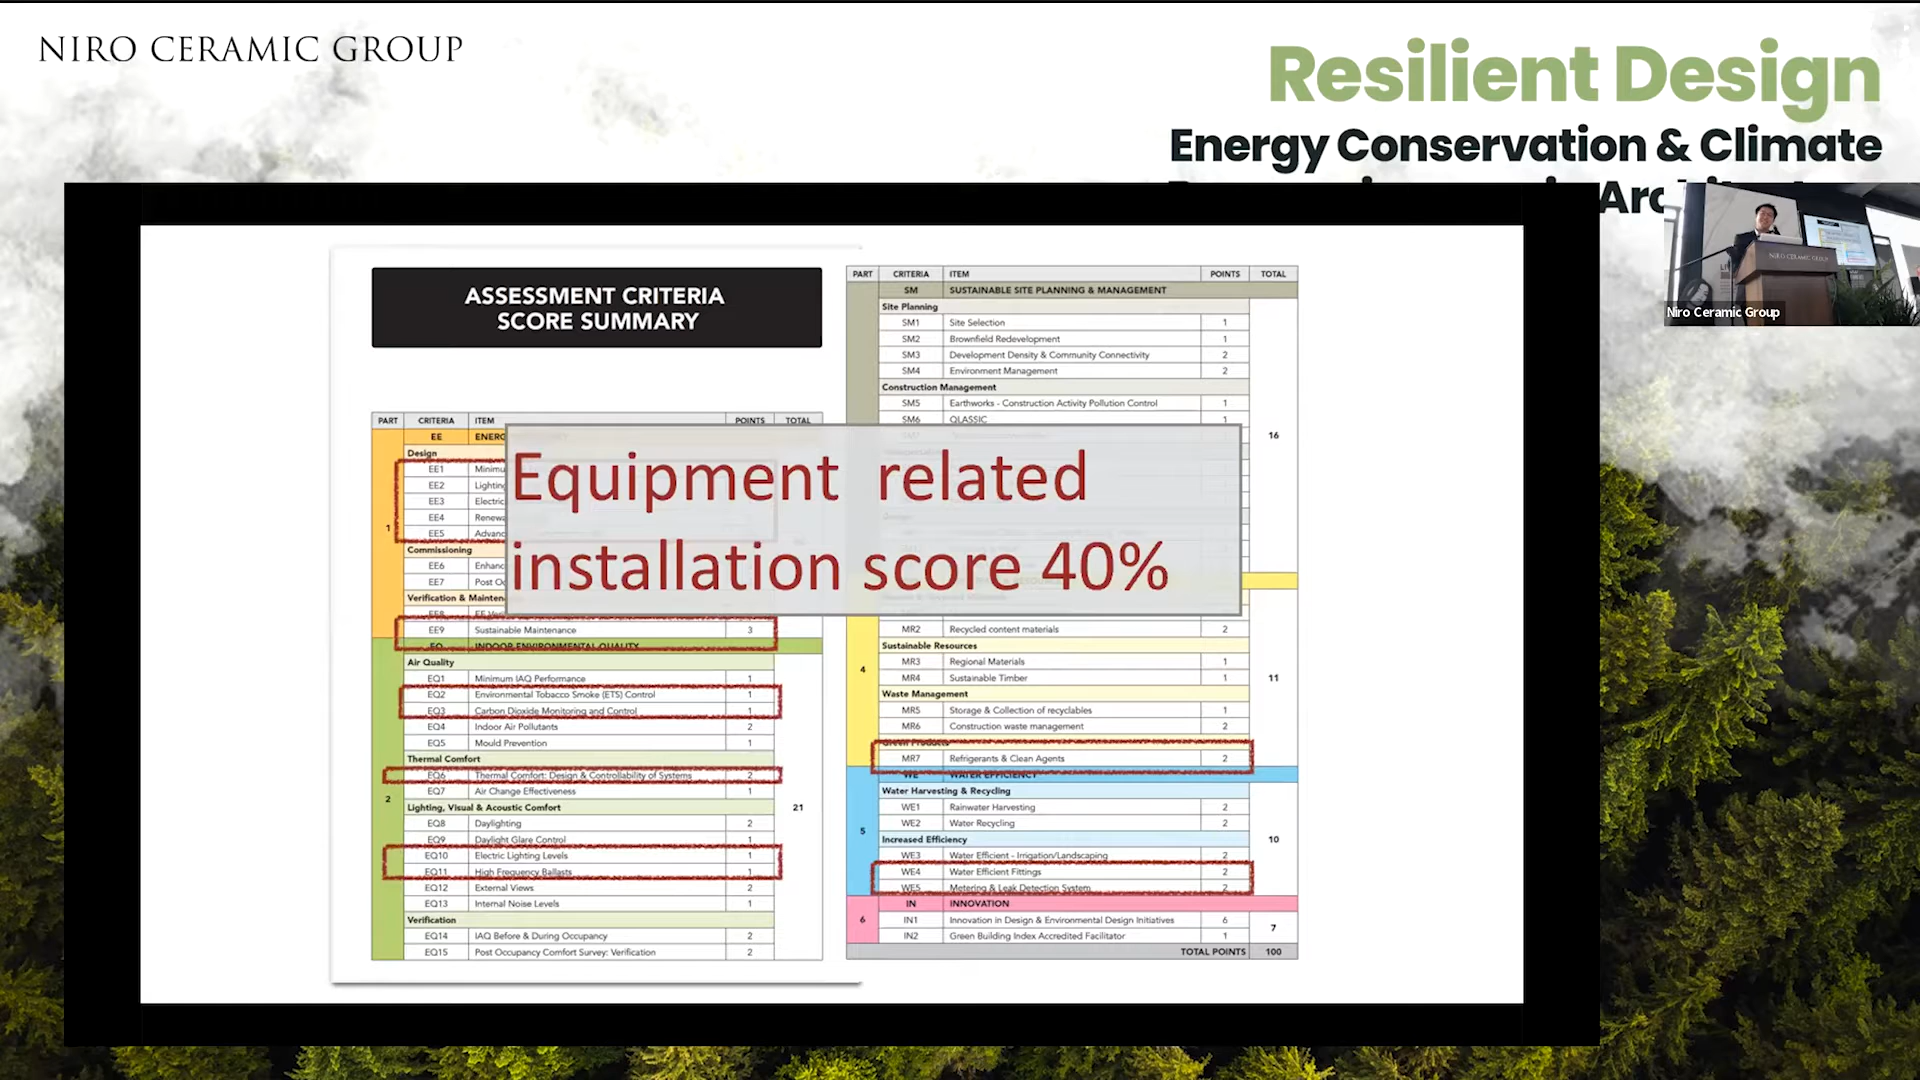 NIRO CERAMIC GROUP
Resilient Design
Energy Conservation & Climate
Niro Ceramic Group
ASSESSMENT CRITERIA
SCORE SUMMARY
Equipment related
installation score 40%
PART CRITERIA ITEM POINTS TOTAL
EE
Design
1
EE1
EE2 Lighting
EE3
EE4
EE5
Commissioning
EE6
EE7
Verification &
EE8
EE9 Sustainable Maintenance 3
EQ INDOOR ENVIRONMENTAL QUALITY
2 21
Air Quality
EQ1 Minimum IAQ Performance 1
EQ2 Environmental Tobacco Smoke (ETS) Control 1
EQ3 Carbon Dioxide Monitoring and Control 1
EQ4 Indoor Air Pollutants 2
EQ5 Mould Prevention 1
Thermal Comfort
EQ6 Thermal Comfort: Design & Controllability of Systems 2
EQ7 Air Change Effectiveness 1
Lighting, Visual & Acoustic Comfort
EQ8 Daylighting 2
EQ9 Daylight Glare Control 1
EQ10 Electric Lighting Levels 1
EQ11 High Frequency Ballasts 1
EQ12 External Views 2
EQ13 Internal Noise Levels 1
Verification
EQ14 IAQ Before & During Occupancy 2
EQ15 Post Occupancy Comfort Survey: Verification 2
PART CRITERIA ITEM POINTS TOTAL
SM SUSTAINABLE SITE PLANNING & MANAGEMENT
16
Site Planning
SM1 Site Selection 1
SM2 Brownfield Redevelopment 1
SM3 Development Density & Community Connectivity 2
SM4 Environment Management 2
Construction Management
SM5 Earthworks - Construction Activity Pollution Control 1
SM6 QLASSIC 1
4 11
MR2 Recycled content materials 2
Sustainable Resources
MR3 Regional Materials 1
MR4 Sustainable Timber 1
Waste Management
MR5 Storage & Collection of recyclables 1
MR6 Construction waste management 2
Green Products
MR7 Refrigerants & Clean Agents 2
WE WATER EFFICIENCY
5 10
Water Harvesting & Recycling
WE1 Rainwater Harvesting 2
WE2 Water Recycling 2
Increased Efficiency
WE3 Water Efficient - Irrigation/Landscaping 2
WE4 Water Efficient Fittings 2
WE5 Metering & Leak Detection System 2
IN INNOVATION
6 7
IN1 Innovation in Design & Environmental Design Initiatives 6
IN2 Green Building Index Accredited Facilitator 1
TOTAL POINTS 100